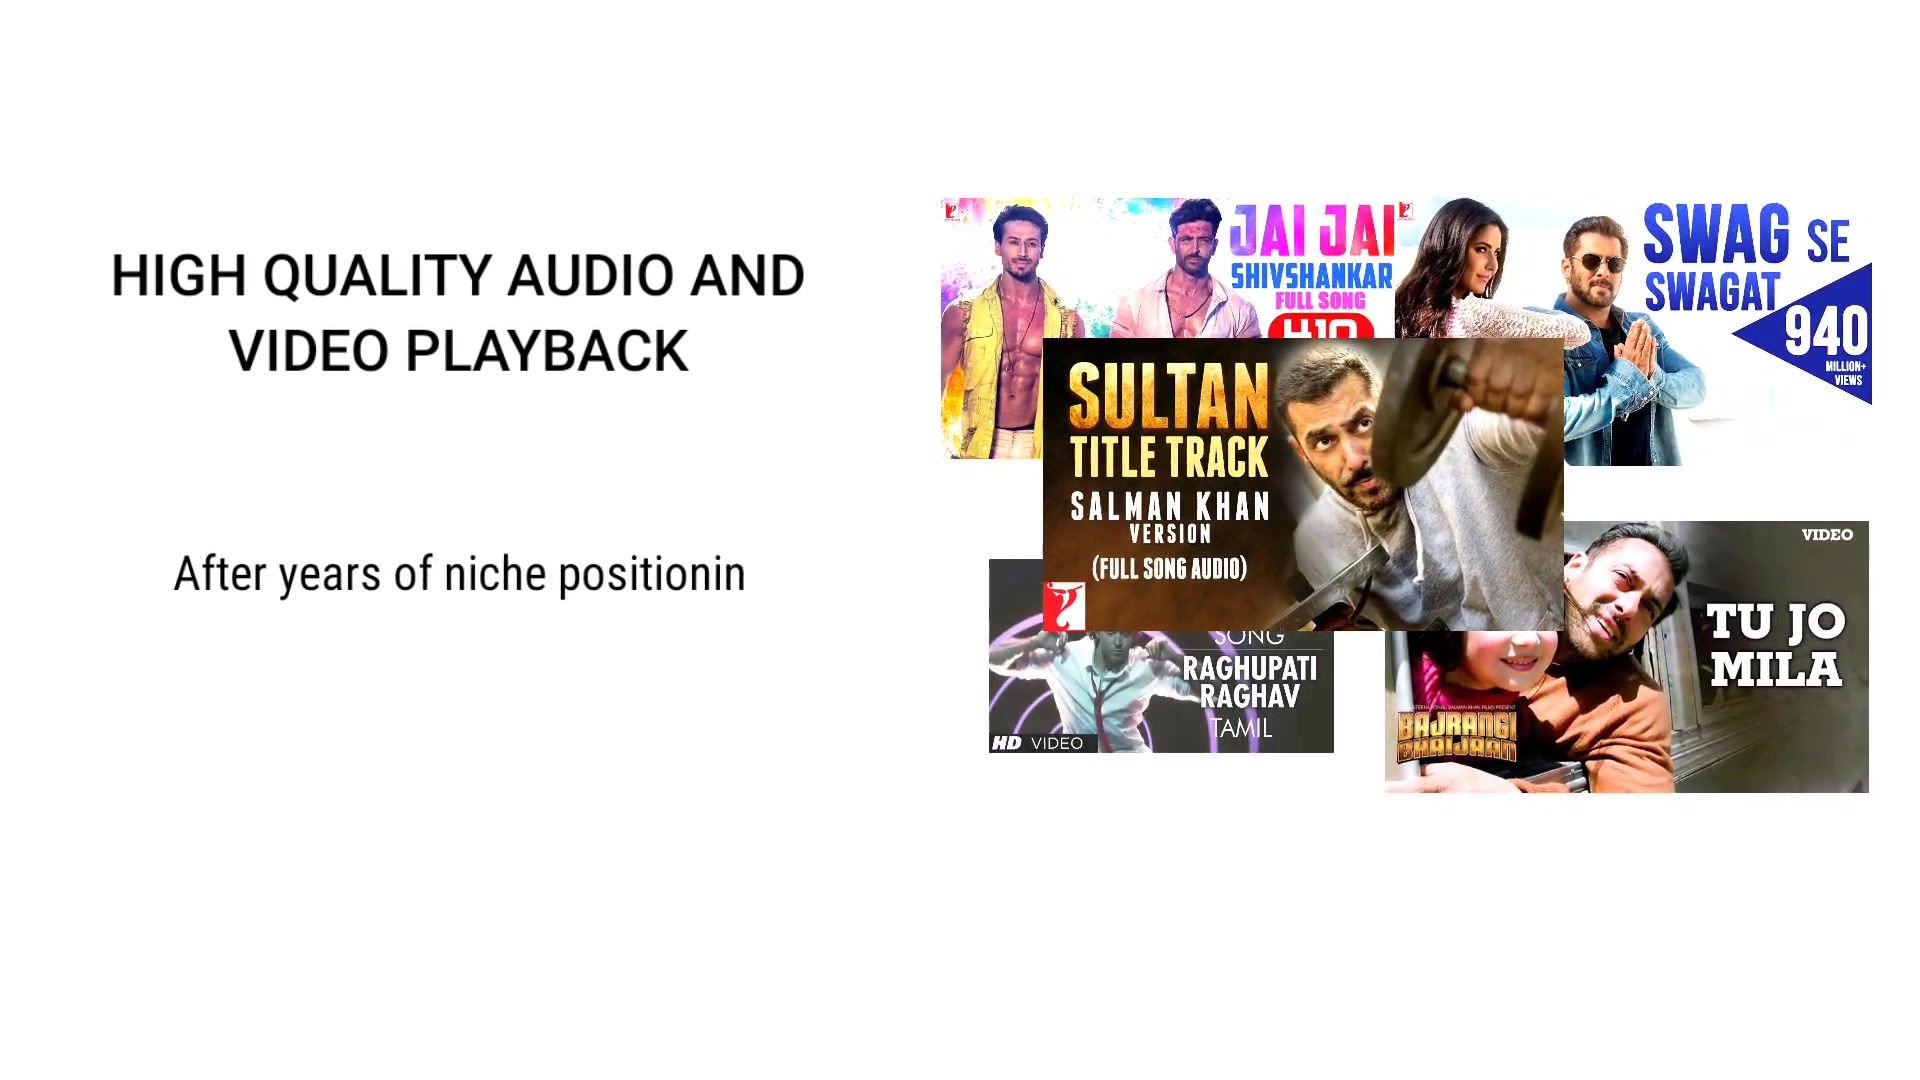 HIGH QUALITY AUDIO AND
VIDEO PLAYBACK
After years of niche positionin
JAI JAI
SHIVSHANKAR
FULL SONG
SWAG SE
SWAGAT
940
MILLION+
VIEWS
SULTAN
TITLE TRACK
SALMAN KHAN
VERSION
(FULL SONG AUDIO)
SONG
RAGHUPATI
RAGHAV
TAMIL
HD VIDEO
VIDEO
TU JO
MILA
BAJRANGI
BHAIJAAN